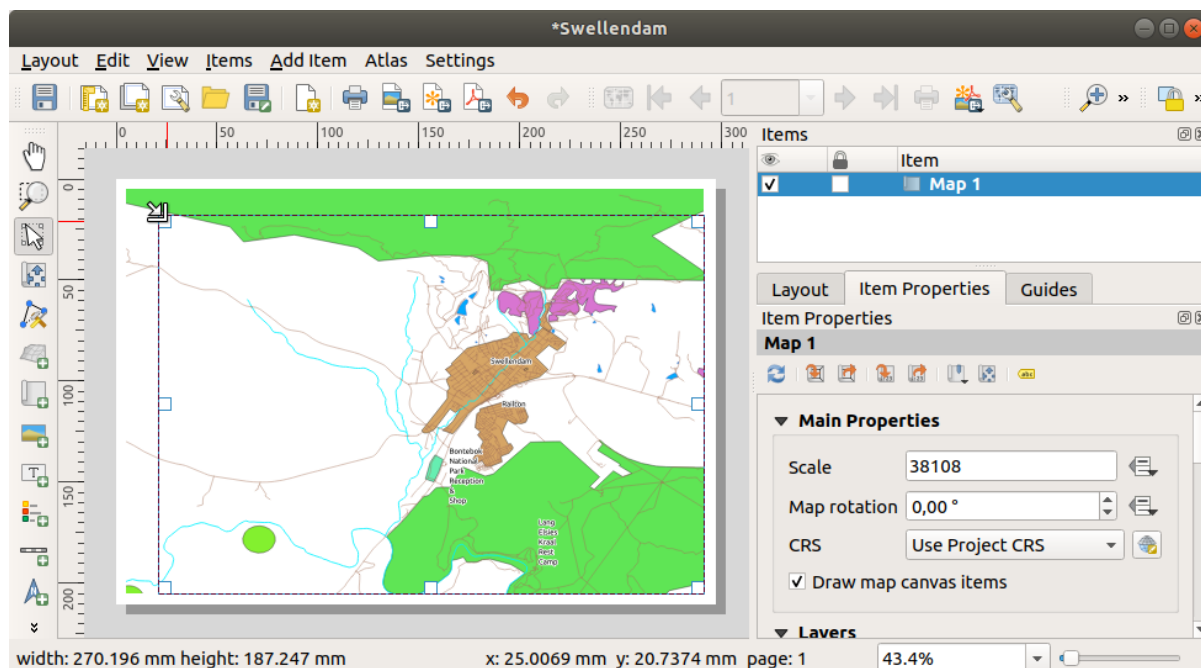 *Swellendam
Layout Edit View Items Add Item Atlas Settings
1
0 50 100 150 200 250 300
0
50
100
150
200
Swellendam
Railton
Bontebok
National
Park
Reception
&
Shop
Lang
Elsies
Kraal
Rest
Camp
Items
Item
Map 1
Layout Item Properties Guides
Item Properties
Map 1
abc
Main Properties
Scale 38108
Map rotation 0,00 °
CRS Use Project CRS
Draw map canvas items
Layers
width: 270.196 mm height: 187.247 mm x: 25.0069 mm y: 20.7374 mm page: 1 43.4%